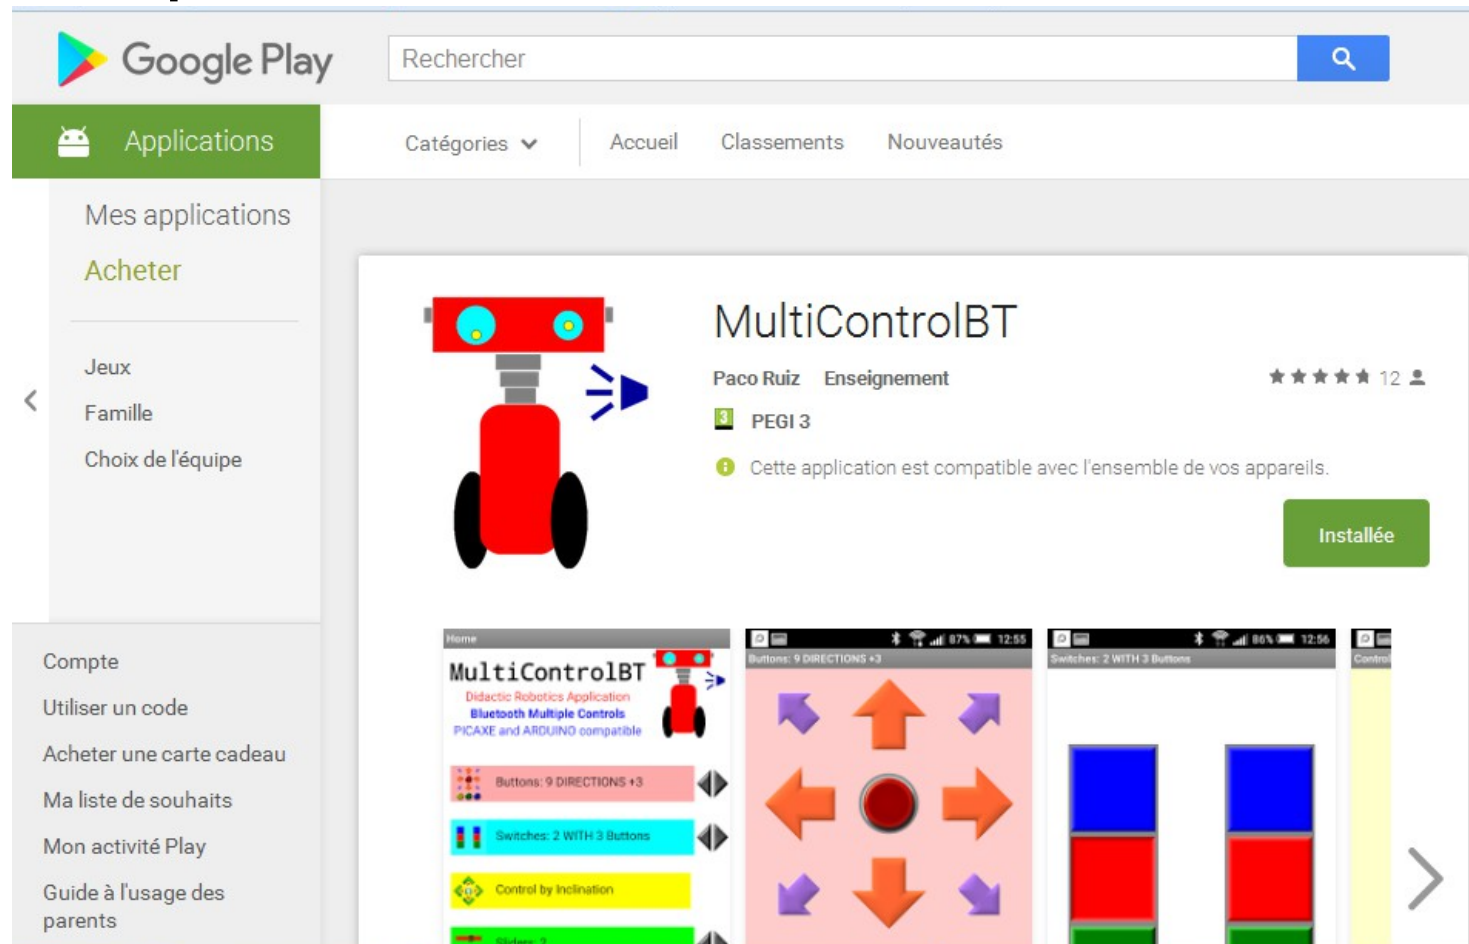 Google Play
Rechercher
Applications
Catégories
Accueil
Classements
Nouveautés
Mes applications
Acheter
Jeux
Famille
Choix de l'équipe
Compte
Utiliser un code
Acheter une carte cadeau
Ma liste de souhaits
Mon activité Play
Guide à l'usage des
parents
MultiControlBT
Paco Ruiz Enseignement
12
3 PEGI 3
Cette application est compatible avec l'ensemble de vos appareils.
Installée
Home
MultiControlBT
Didactic Robotics Application
Bluetooth Multiple Controls
PICAXE and ARDUINO compatible
Buttons: 9 DIRECTIONS +3
Switches: 2 WITH 3 Buttons
Control by Inclination
Sliders: 2
87% 12:55
Buttons: 9 DIRECTIONS +3
86% 12:56
Switches: 2 WITH 3 Buttons
Control